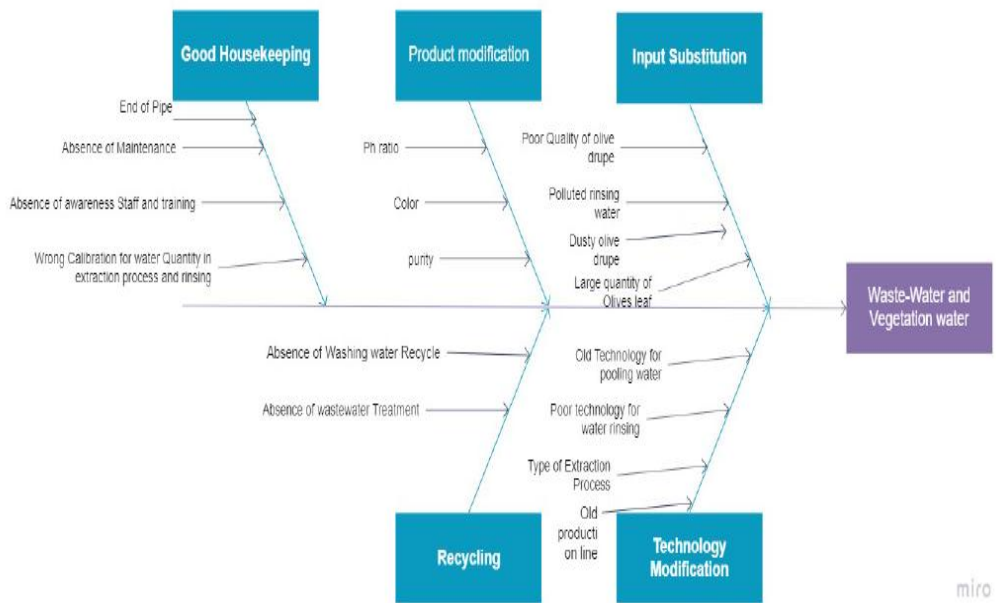 Good Housekeeping
Product modification
Input Substitution
End of Pipe
Absence of Maintenance
Absence of awareness Staff and training
Wrong Calibration for water Quantity in
extraction process and rinsing
Ph ratio
Color
purity
Poor Quality of olive
drupe
Polluted rinsing
water
Dusty olive
drupe
Large quantity of
Olives leaf
Waste-Water and
Vegetation water
Absence of Washing water Recycle
Absence of wastewater Treatment
Old Technology for
pooling water
Poor technology for
water rinsing
Type of Extraction
Process
Old
producti
on line
Recycling
Technology
Modification
miro